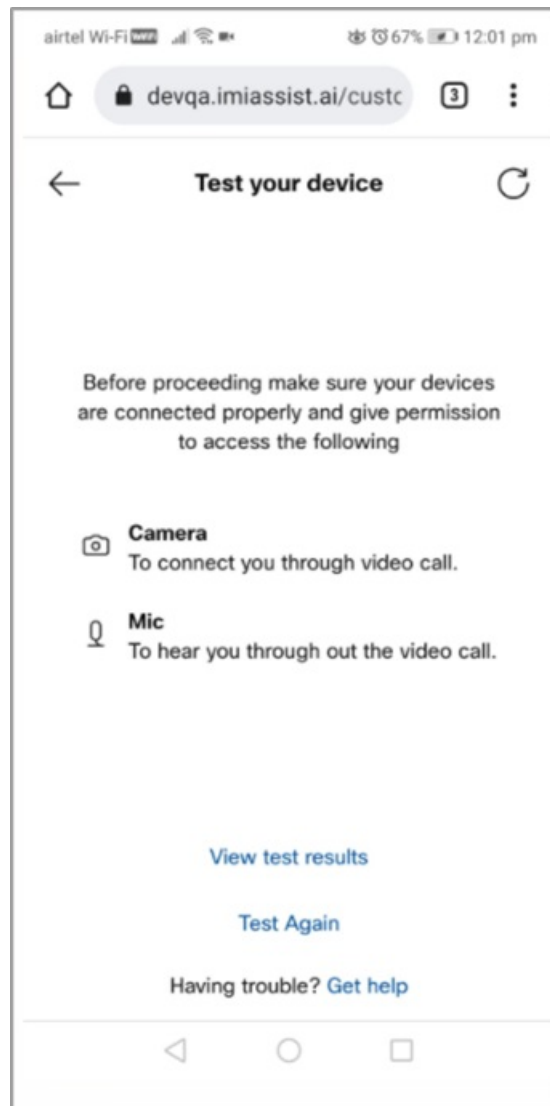 airtel Wi-Fi 67% 12:01 pm
devqa.imiassist.ai/custc 3
Test your device
Before proceeding make sure your devices
are connected properly and give permission
to access the following
Camera
To connect you through video call.
Mic
To hear you through out the video call.
View test results
Test Again
Having trouble? Get help